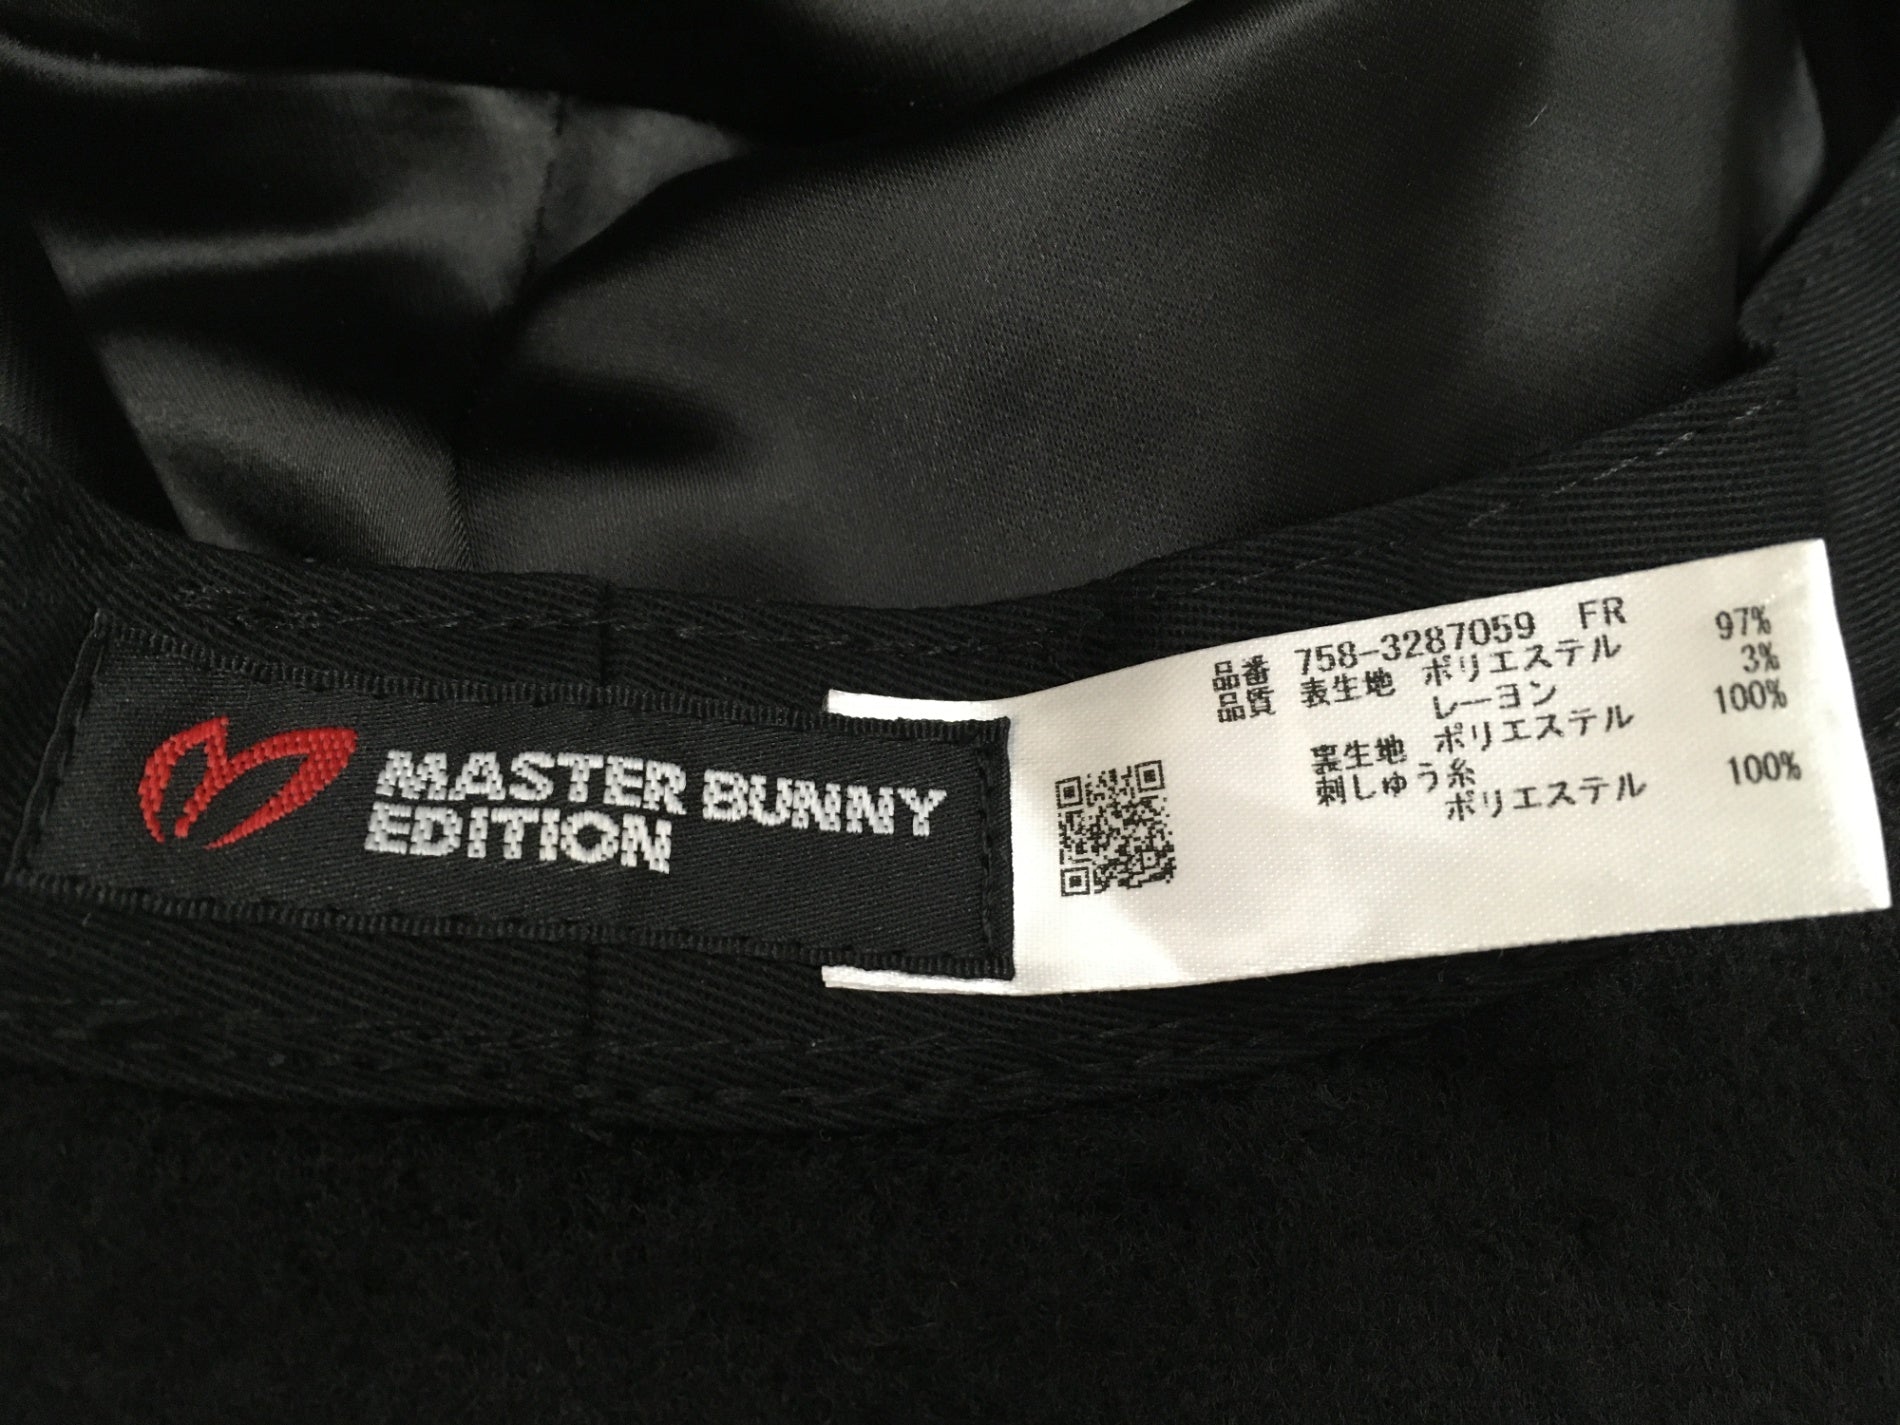 MASTER BUNNY
EDITION
品番 758-3287059 FR
品質 表生地 ポリエステル 97%
レーヨン 3%
裏生地 ポリエステル 100%
刺しゅう糸
ポリエステル 100%